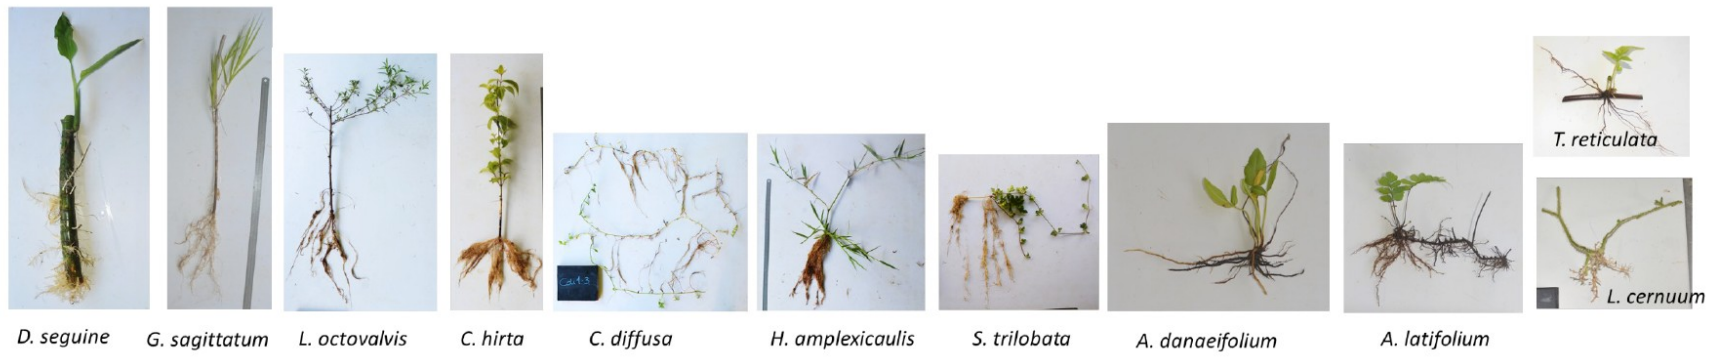 D. seguine
G. sagittatum
L. octovalvis
C. hirta
C. diffusa
H. amplexicaulis
S. trilobata
A. danaeifolium
A. latifolium
T. reticulata
L. cernuum